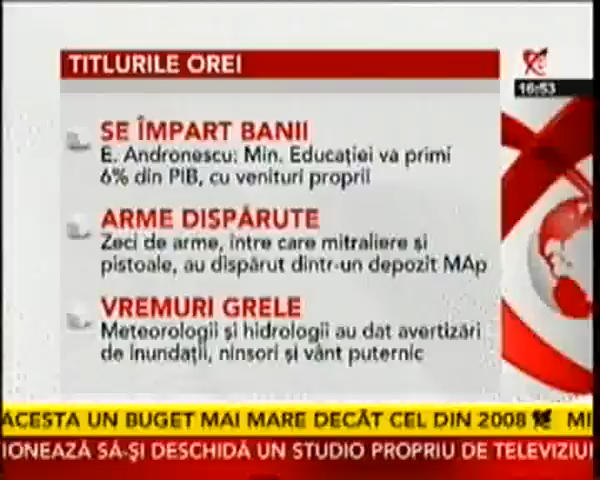 TITLURILE OREI
16:53
SE ÎMPART BANII
E. Andronescu: Min. Educației va primi
6% din PIB, cu venituri proprii
ARME DISPĂRUTE
Zeci de arme, între care mitraliere și
pistoale, au dispărut dintr-un depozit MAp
VREMURI GRELE
Meteorologii și hidrologii au dat avertizări
de inundații, ninsori și vânt puternic
ACESTA UN BUGET MAI MARE DECÂT CEL DIN 2008 MI
IONEAZĂ SĂ-ȘI DESCHIDĂ UN STUDIO PROPRIU DE TELEVIZIU